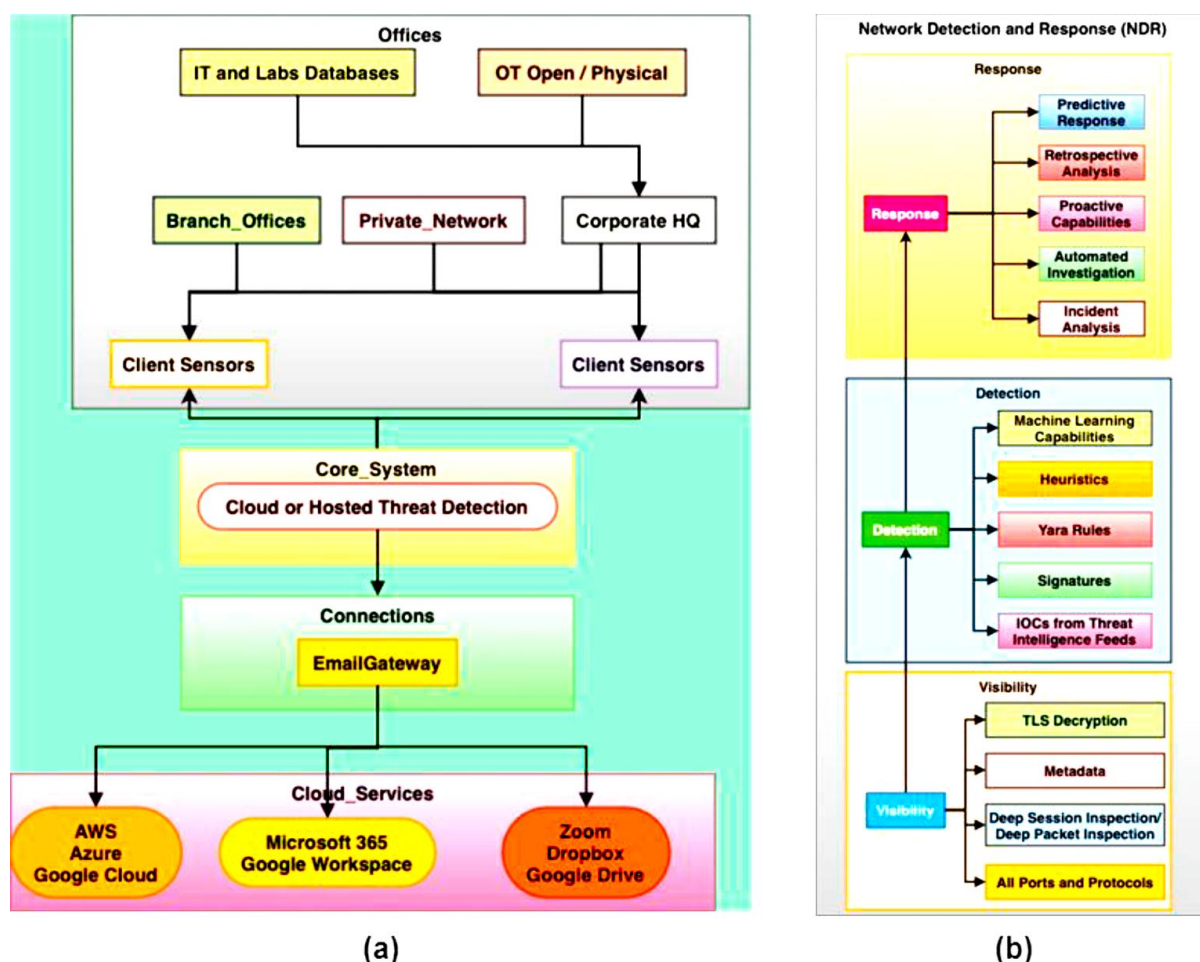 Offices
IT and Labs Databases
OT Open / Physical
Branch_Offices
Private_Network
Corporate HQ
Client Sensors
Client Sensors
Core_System
Cloud or Hosted Threat Detection
Connections
EmailGateway
Cloud_Services
AWS
Azure
Google Cloud
Microsoft 365
Google Workspace
Zoom
Dropbox
Google Drive
(a)
Network Detection and Response (NDR)
Response
Response
Predictive
Response
Retrospective
Analysis
Proactive
Capabilities
Automated
Investigation
Incident
Analysis
Detection
Detection
Machine Learning
Capabilities
Heuristics
Yara Rules
Signatures
IOCs from Threat
Intelligence Feeds
Visibility
Visibility
TLS Decryption
Metadata
Deep Session Inspection/
Deep Packet Inspection
All Ports and Protocols
(b)